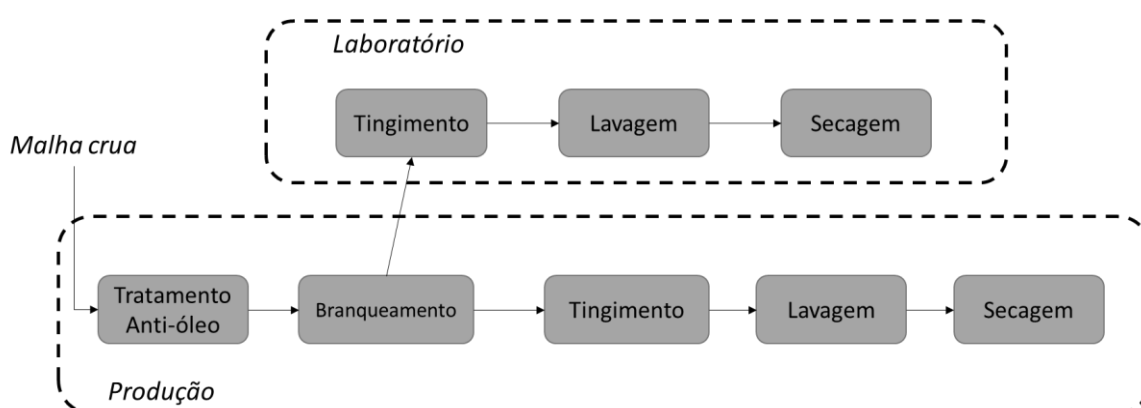 Laboratório
Tingimento
Lavagem
Secagem
Malha crua
Tratamento
Anti-óleo
Branqueamento
Tingimento
Lavagem
Secagem
Produção